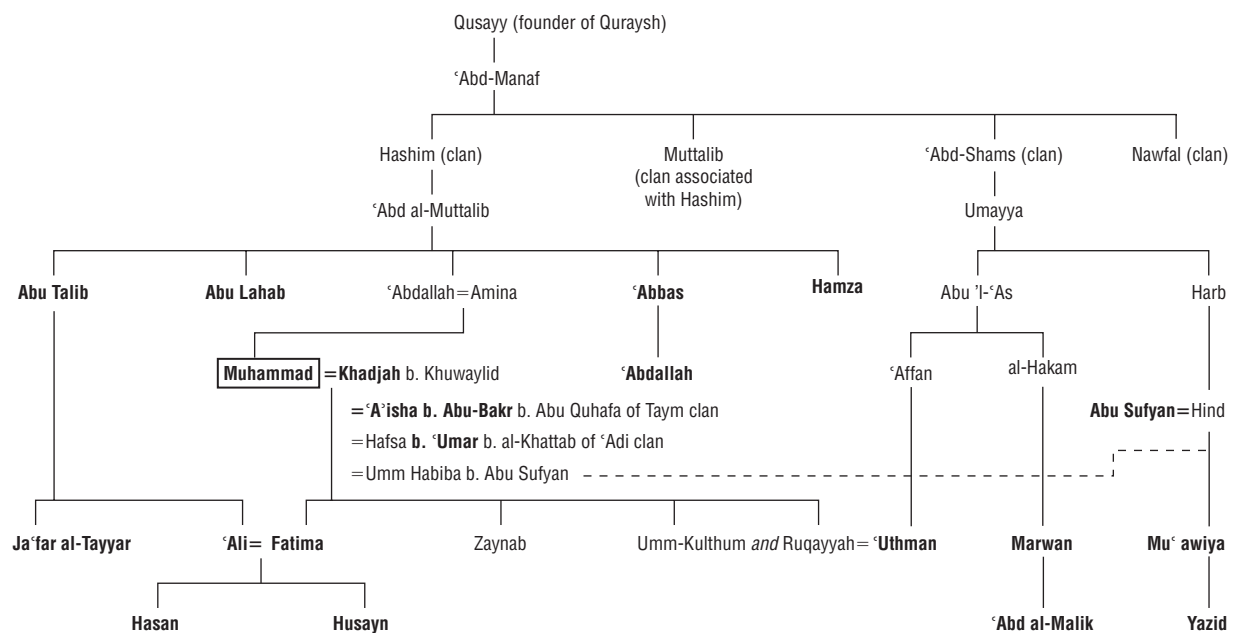 Qusayy (founder of Quraysh)
ʿAbd-Manaf
Hashim (clan)
Muttalib
(clan associated
with Hashim)
ʿAbd-Shams (clan)
Nawfal (clan)
ʿAbd al-Muttalib
Umayya
Abu Talib
Abu Lahab
ʿAbdallah=Amina
ʿAbbas
Hamza
Abu ’l-ʿAs
Harb
Muhammad =Khadjah b. Khuwaylid
ʿAbdallah
ʿAffan
al-Hakam
=ʿAʾisha b. Abu-Bakr b. Abu Quhafa of Taym clan
Abu Sufyan=Hind
=Hafsa b. ʿUmar b. al-Khattab of ʿAdi clan
=Umm Habiba b. Abu Sufyan
Jaʿfar al-Tayyar
ʿAli= Fatima
Zaynab
Umm-Kulthum and Ruqayyah= ʿUthman
Marwan
Muʿ awiya
Hasan
Husayn
ʿAbd al-Malik
Yazid